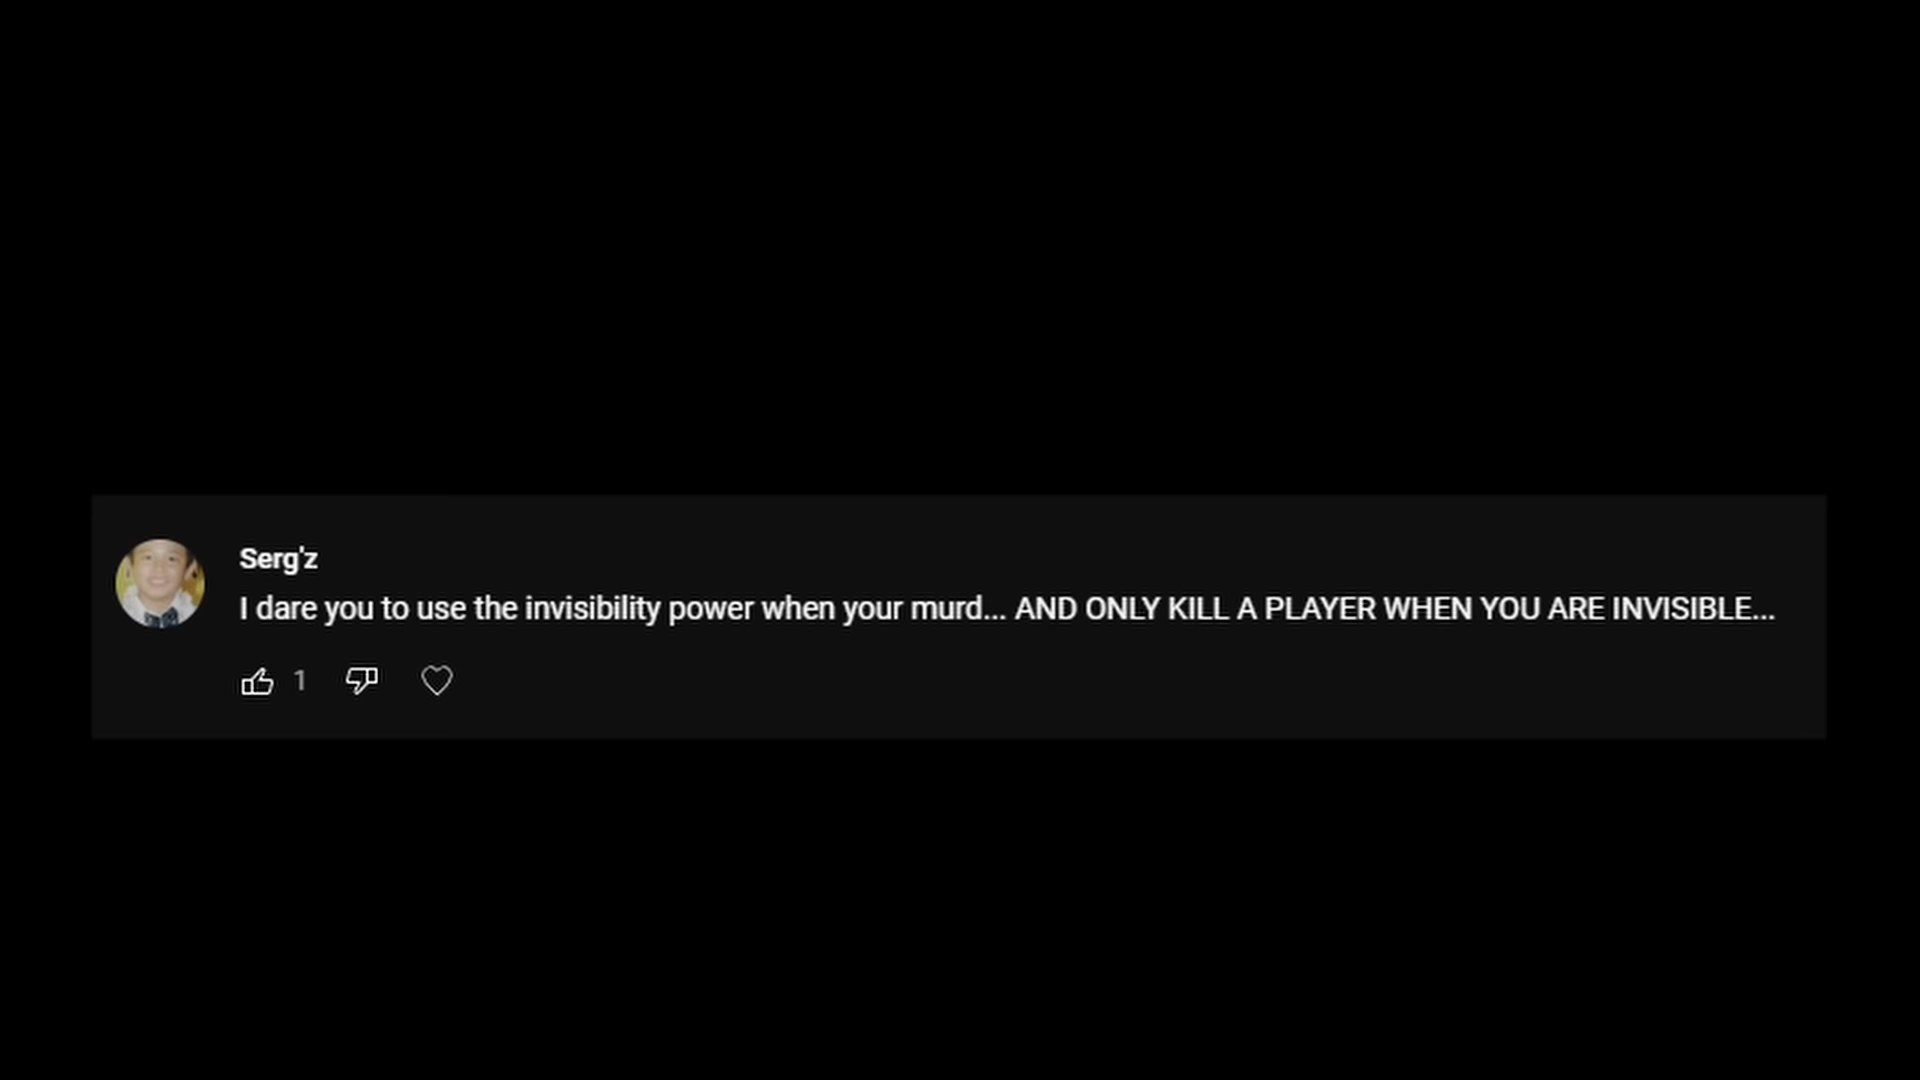 Serg'z
I dare you to use the invisibility power when your murd... AND ONLY KILL A PLAYER WHEN YOU ARE INVISIBLE...
1